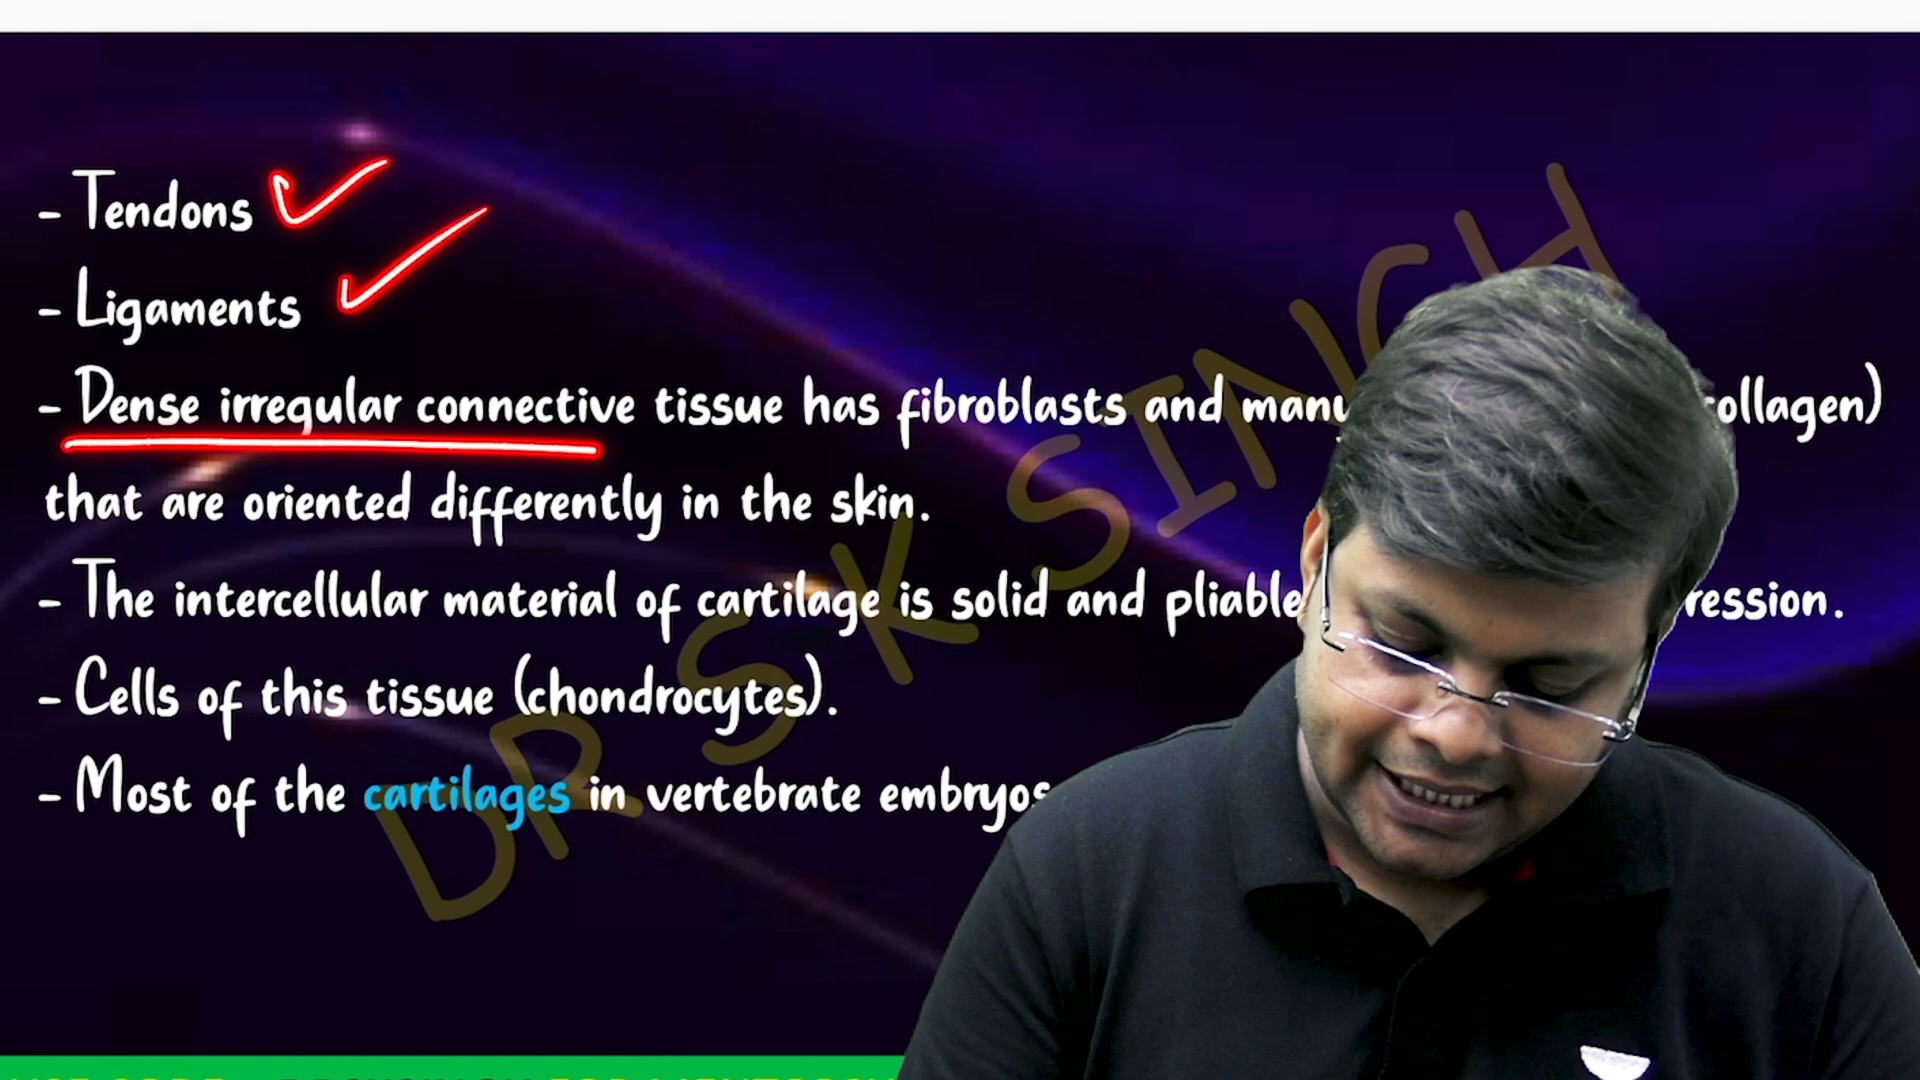 - Tendons
- Ligaments
- Dense irregular connective tissue has fibroblasts and many collagen)
that are oriented differently in the skin.
- The intercellular material of cartilage is solid and pliable
- Cells of this tissue (chondrocytes).
- Most of the cartilages in vertebrate embryos
DR S K SINGH